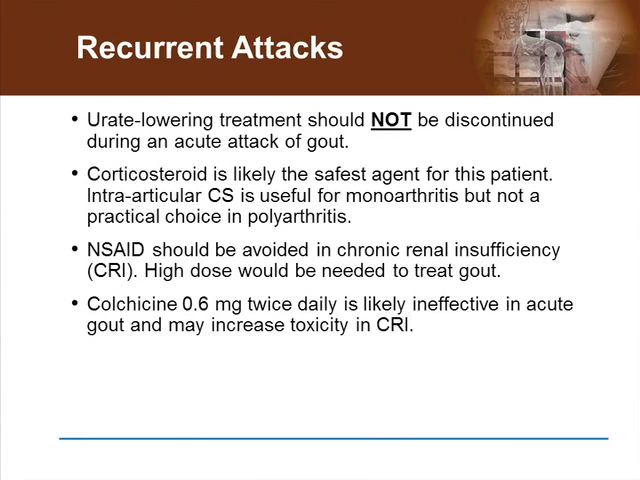 Recurrent Attacks
• Urate-lowering treatment should NOT be discontinued
during an acute attack of gout.
• Corticosteroid is likely the safest agent for this patient.
Intra-articular CS is useful for monoarthritis but not a
practical choice in polyarthritis.
• NSAID should be avoided in chronic renal insufficiency
(CRI). High dose would be needed to treat gout.
• Colchicine 0.6 mg twice daily is likely ineffective in acute
gout and may increase toxicity in CRI.